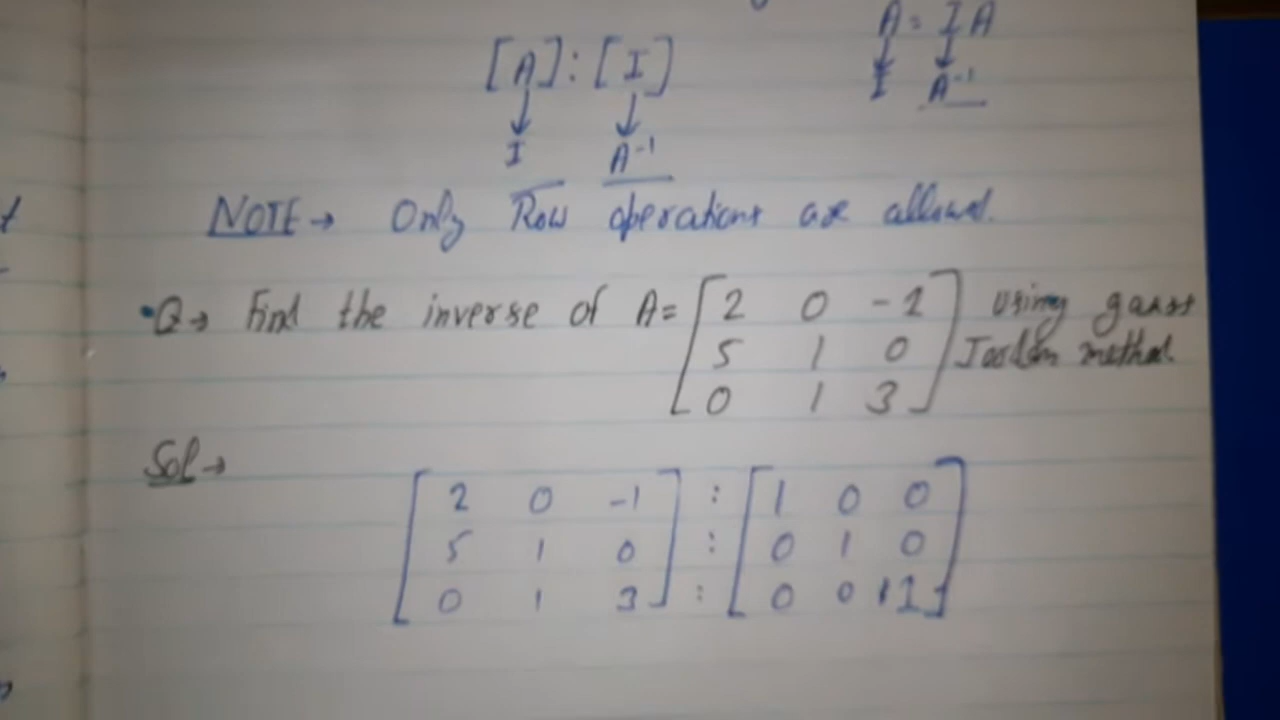 A = I A
[A] : [I]
↓ ↓
I A⁻¹
↓ ↓
I A⁻¹
NOTE → Only Row operations are allowed.
Q → Find the inverse of A = [2 0 -1 using gauss
5 1 0 Jordan method
0 1 3]
Sol →
[2 0 -1] : [1 0 0]
[5 1 0] : [0 1 0]
[0 1 3] : [0 0 1]